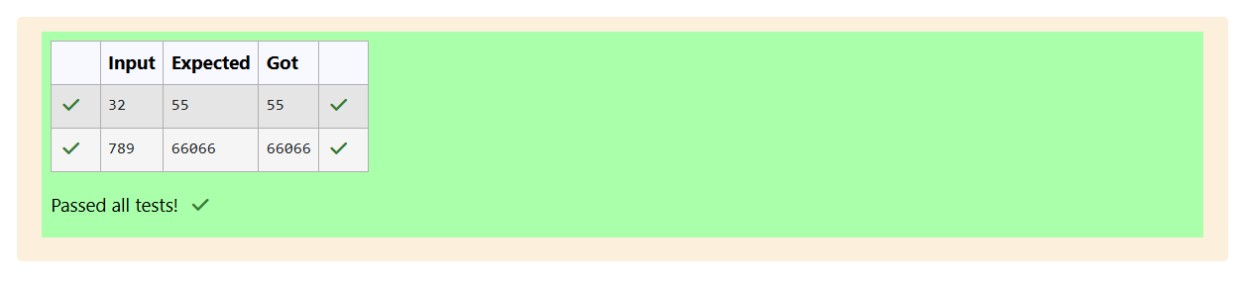 Input Expected Got
32 55 55
789 66066 66066
Passed all tests!